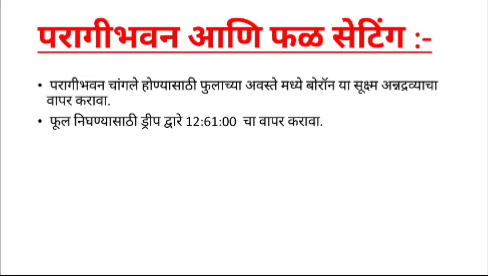 परागीभवन आणि फळ सेटिंग :-
• परागीभवन चांगले होण्यासाठी फुलाच्या अवस्ते मध्ये बोरॉन या सूक्ष्म अन्नद्रव्याचा
वापर करावा.
• फूल निघण्यासाठी ड्रीप द्वारे 12:61:00 चा वापर करावा.